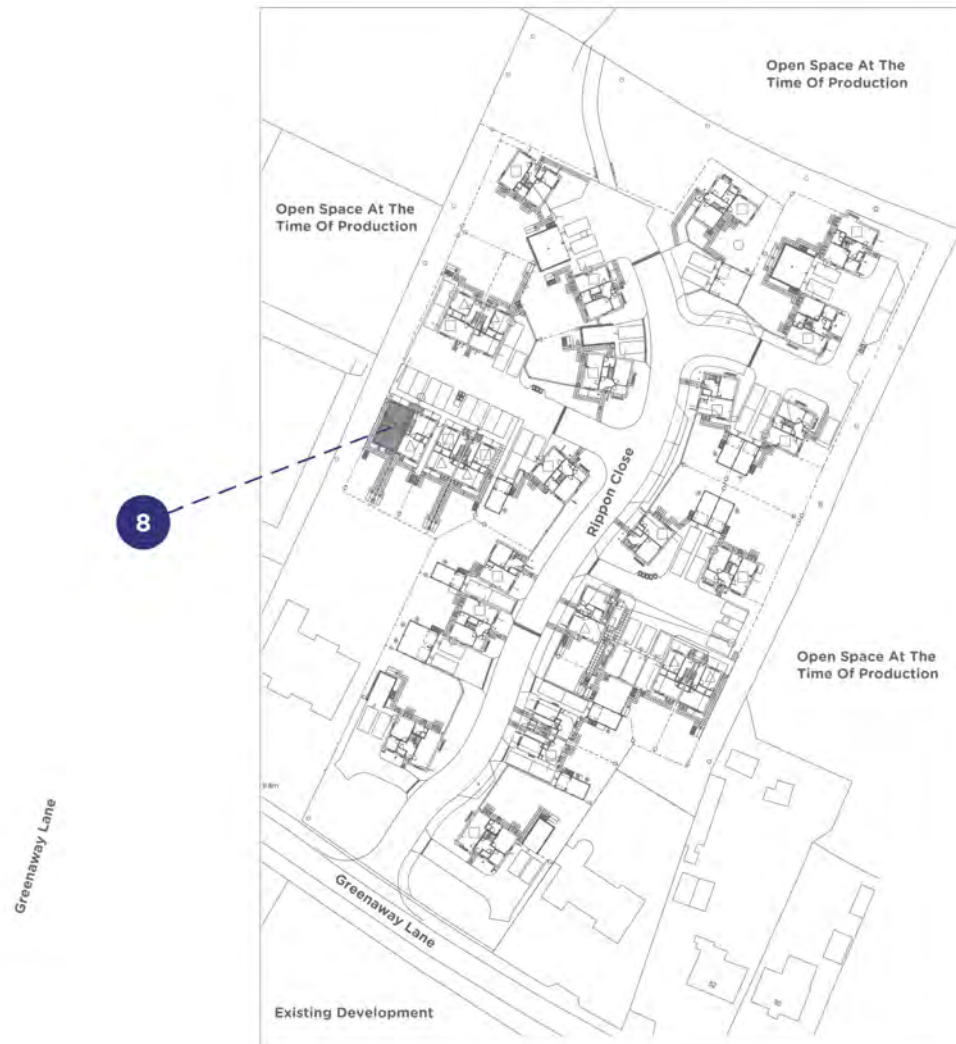 Open Space At The
Time Of Production
Open Space At The
Time Of Production
8
Rippon Close
Open Space At The
Time Of Production
Greenaway Lane
Greenaway Lane
Existing Development